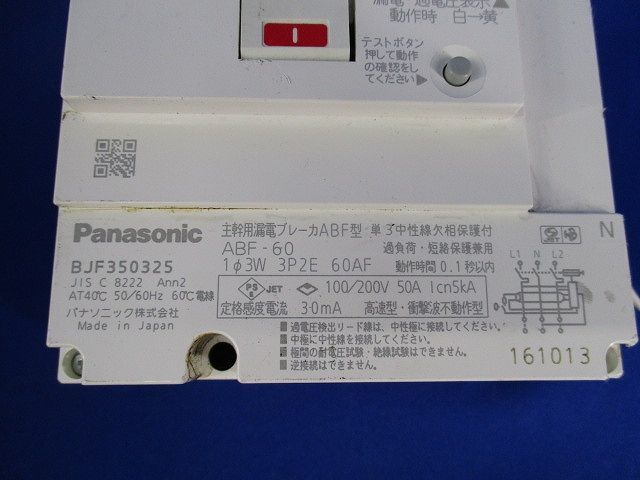 漏電・過電圧表示▲
動作時 白→黄
テストボタン
押して動作
の確認をし
てください▶
I
Panasonic
BJF350325
JIS C 8222 Ann2
AT40℃ 50/60Hz 60℃電線
パナソニック株式会社
Made in Japan
主幹用漏電ブレーカABF型 単3中性線欠相保護付
ABF-60 過負荷・短絡保護兼用
1φ3W 3P2E 60AF 動作時間0.1秒以内
PS E JET 100/200V 50A Icn5kA
定格感度電流 30mA 高速型・衝撃波不動作型
■過電圧検出リード線は、中性極に接続してください。
■中極に中性線を接続してください。
■極間の耐電圧試験・絶縁試験はできません。
■逆接続はできません。
JET
N
L1 N L2
161013